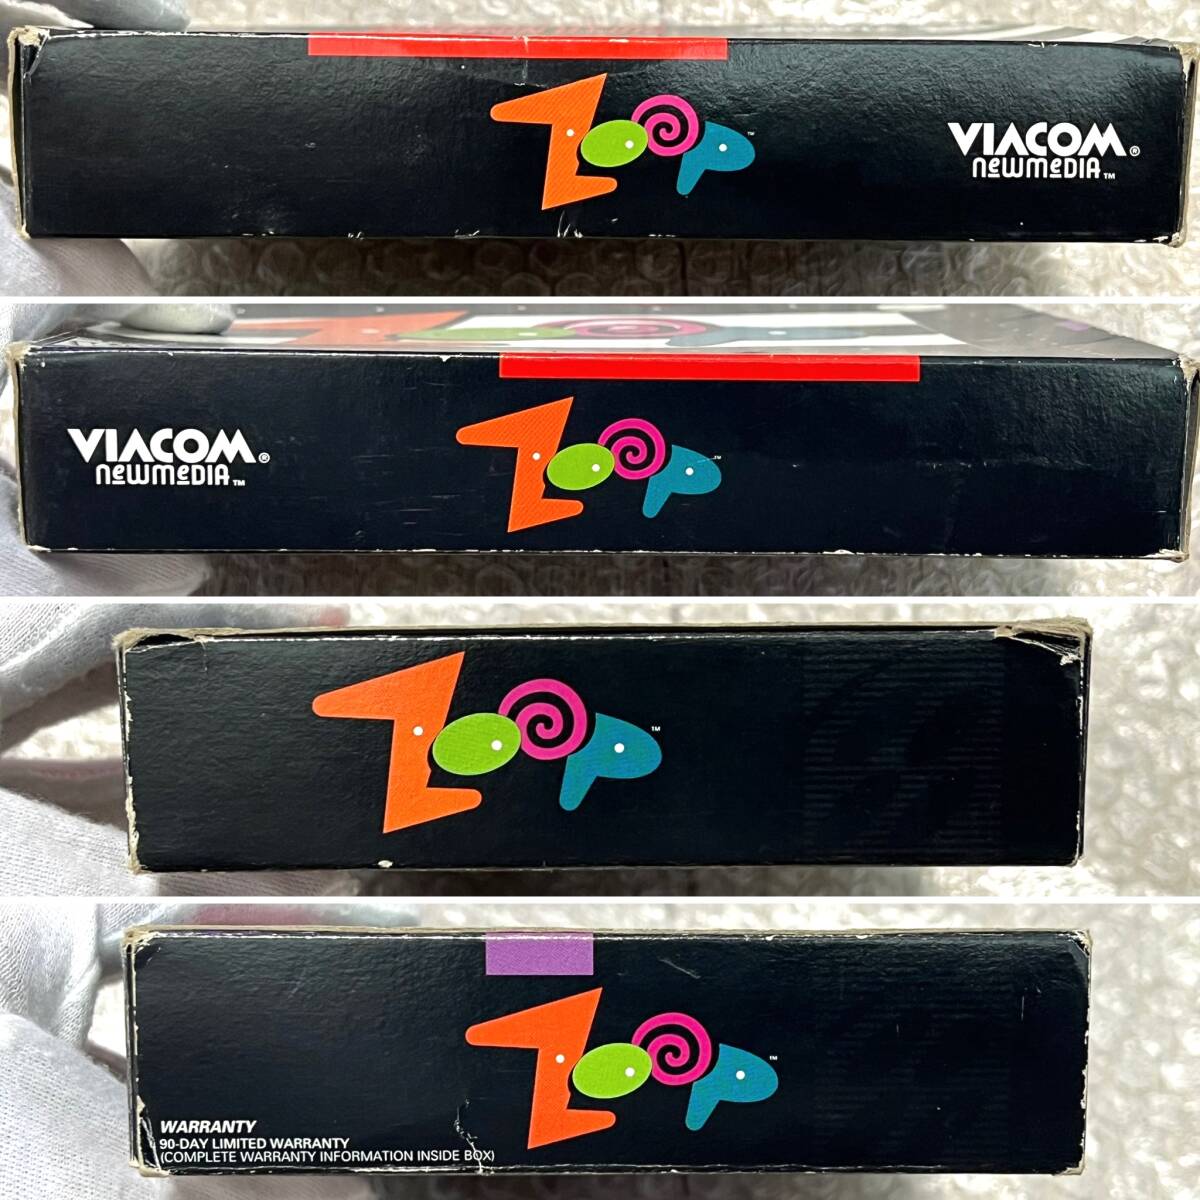 ZOOP™
VIACOM®
NEWMEDIA™
VIACOM®
NEWMEDIA™
ZOOP™
ZOOP™
ZOOP™
WARRANTY
90-DAY LIMITED WARRANTY
(COMPLETE WARRANTY INFORMATION INSIDE BOX)